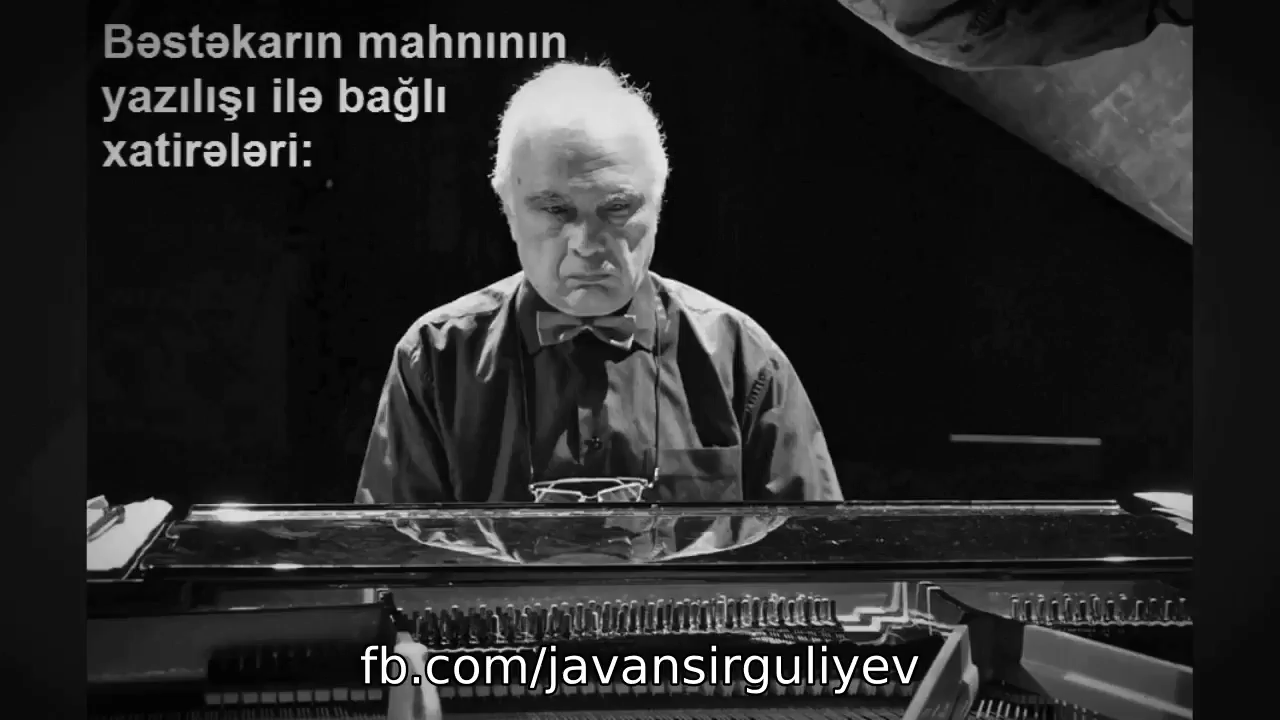 Bəstəkarın mahnının
yazılışı ilə bağlı
xatirələri:
fb.com/javansirguliyev